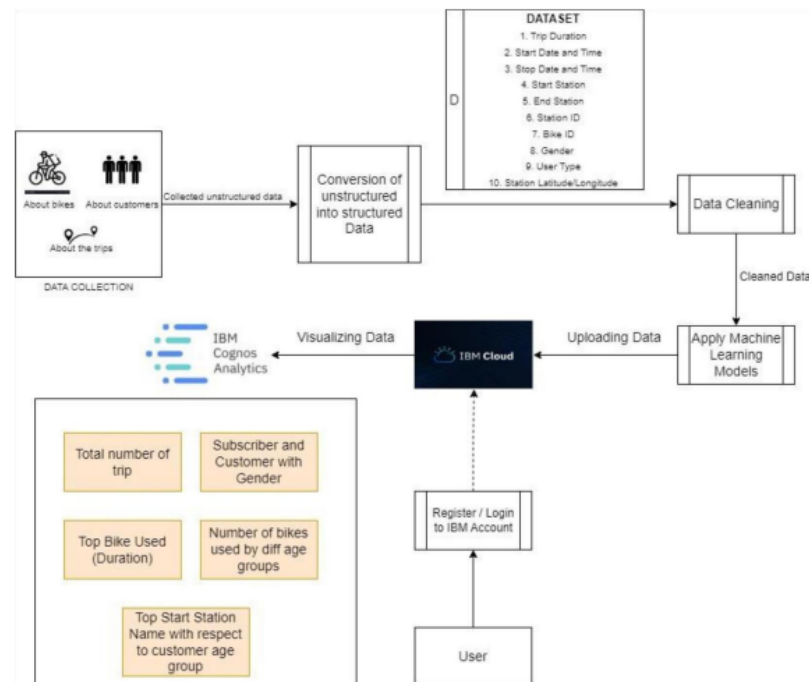 DATASET
1. Trip Duration
2. Start Date and Time
3. Stop Date and Time
4. Start Station
5. End Station
6. Station ID
7. Bike ID
8. Gender
9. User Type
10. Station Latitude/Longitude
D
About bikes
About customers
About the trips
DATA COLLECTION
Collected unstructured data
Conversion of
unstructured
into structured
Data
Data Cleaning
Cleaned Data
Apply Machine
Learning
Models
Uploading Data
IBM Cloud
Visualizing Data
IBM
Cognos
Analytics
Total number of
trip
Subscriber and
Customer with
Gender
Top Bike Used
(Duration)
Number of bikes
used by diff age
groups
Top Start Station
Name with respect
to customer age
group
Register / Login
to IBM Account
User